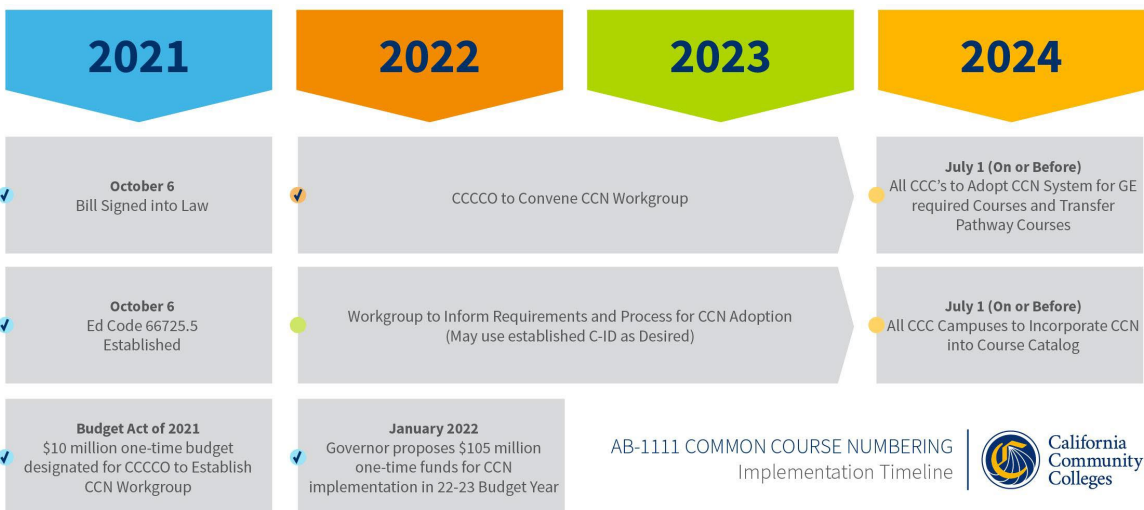 2021
2022
2023
2024
October 6
Bill Signed into Law
CCCCO to Convene CCN Workgroup
July 1 (On or Before)
All CCC's to Adopt CCN System for GE
required Courses and Transfer
Pathway Courses
October 6
Ed Code 66725.5
Established
Workgroup to Inform Requirements and Process for CCN Adoption
(May use established C-ID as Desired)
July 1 (On or Before)
All CCC Campuses to Incorporate CCN
into Course Catalog
Budget Act of 2021
$10 million one-time budget
designated for CCCCO to Establish
CCN Workgroup
January 2022
Governor proposes $105 million
one-time funds for CCN
implementation in 22-23 Budget Year
AB-1111 COMMON COURSE NUMBERING
Implementation Timeline
California
Community
Colleges